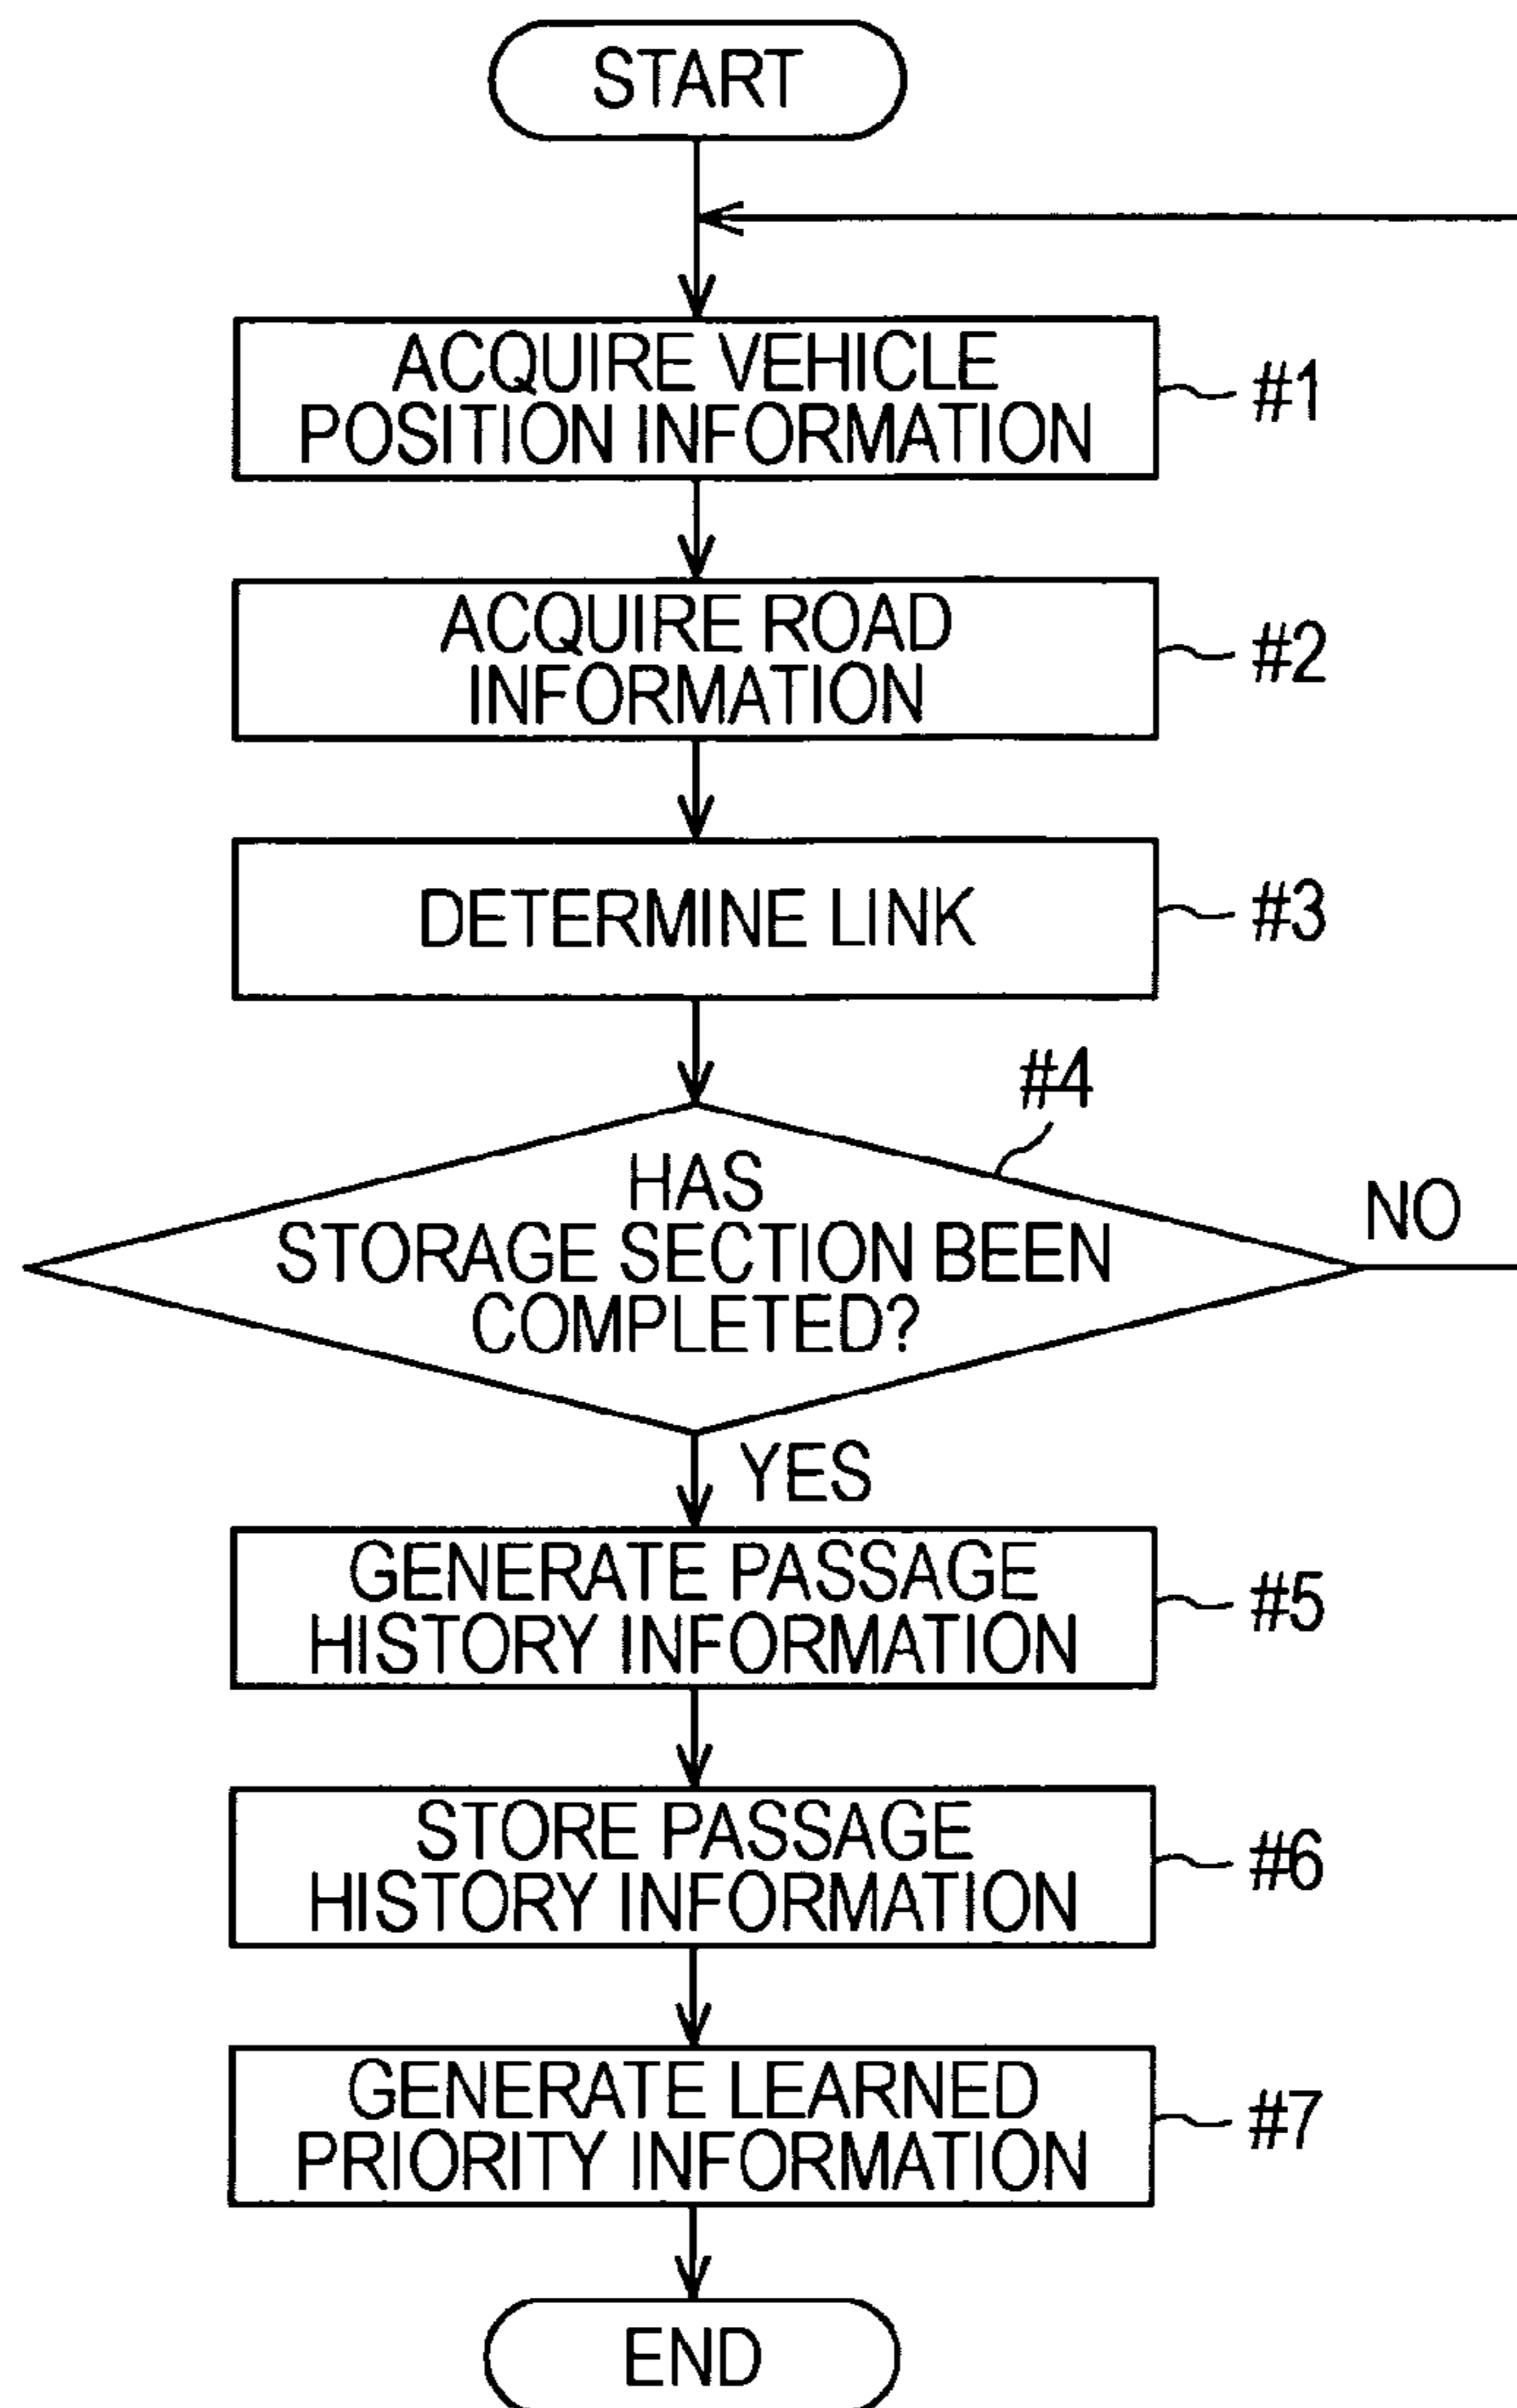 START
ACQUIRE VEHICLE
POSITION INFORMATION
#1
ACQUIRE ROAD
INFORMATION
#2
DETERMINE LINK
#3
#4
HAS
STORAGE SECTION BEEN
COMPLETED?
NO
YES
GENERATE PASSAGE
HISTORY INFORMATION
#5
STORE PASSAGE
HISTORY INFORMATION
#6
GENERATE LEARNED
PRIORITY INFORMATION
#7
END